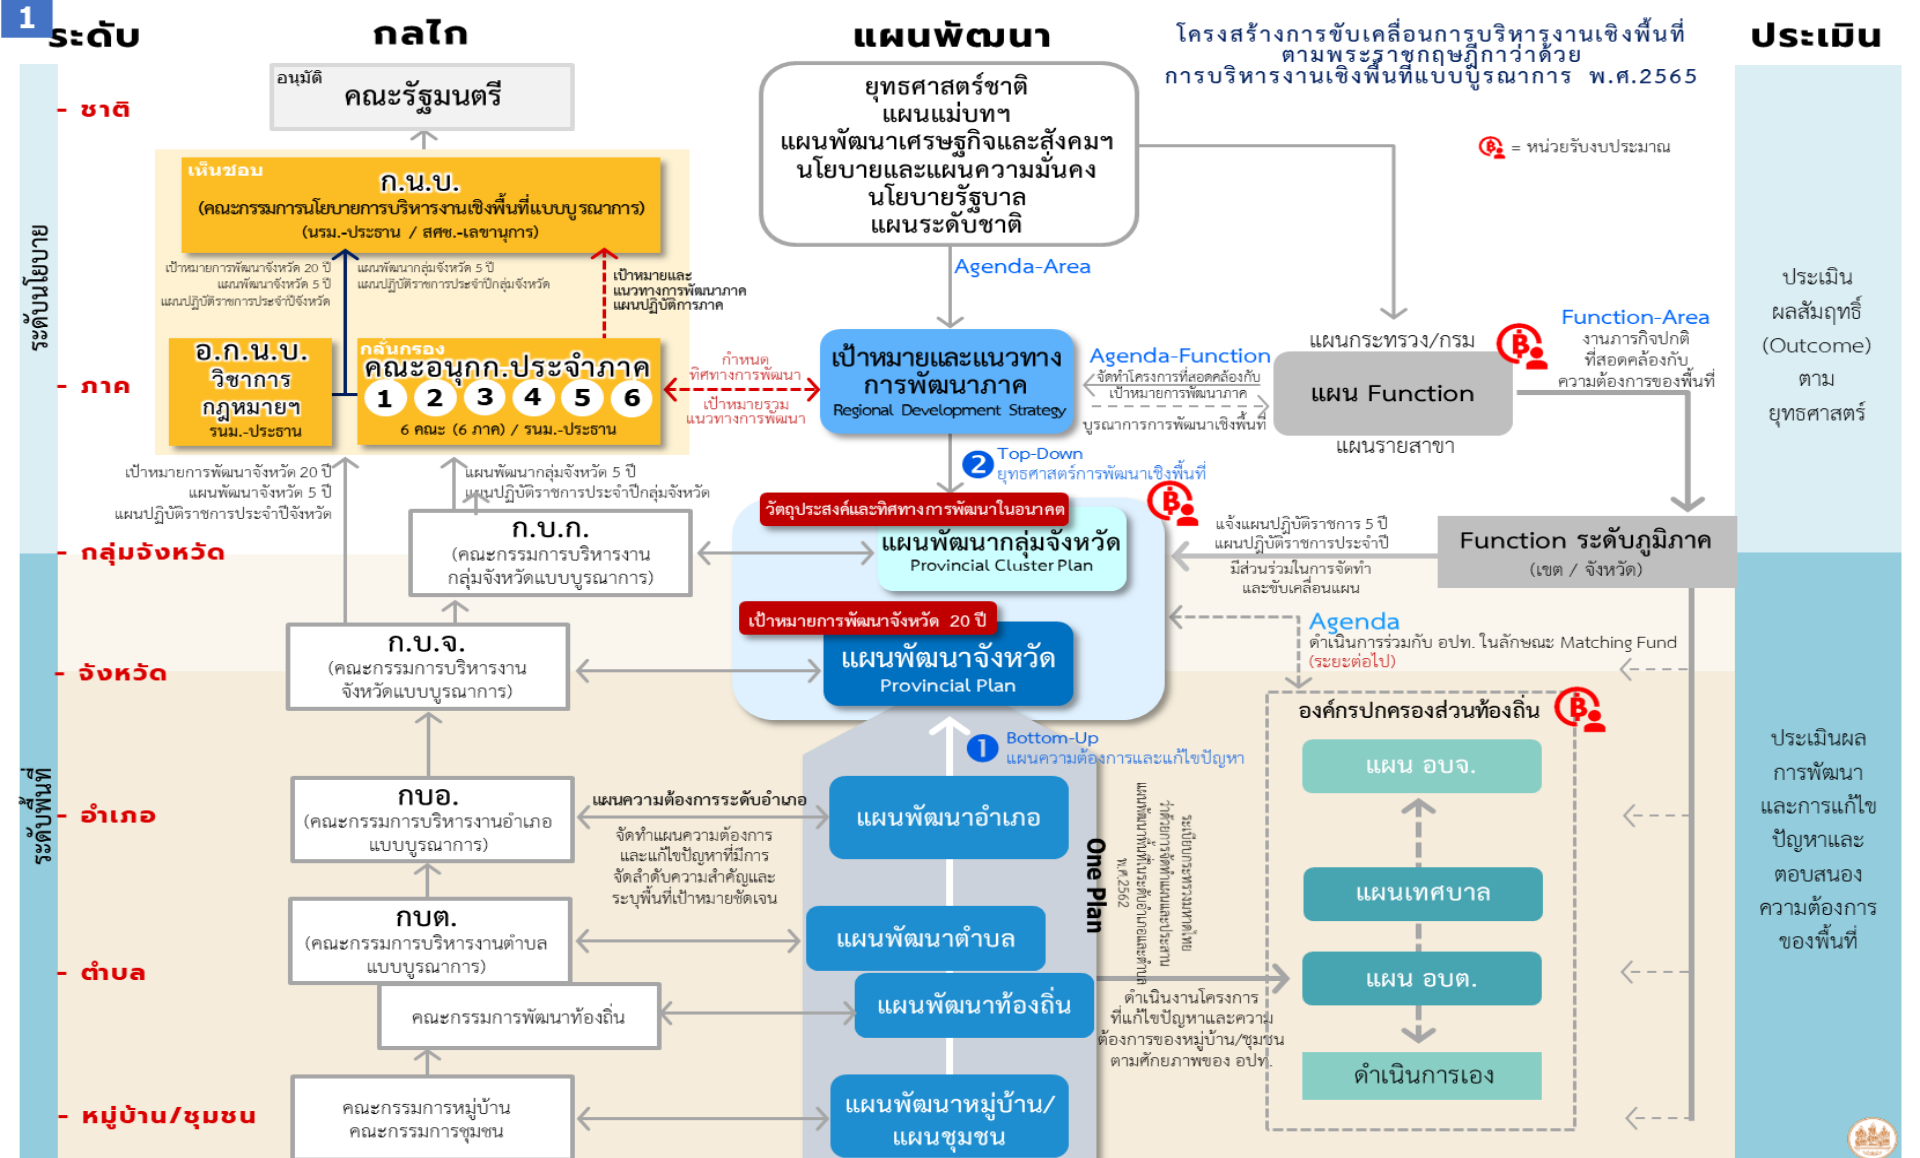 1
ระดับ
กลไก
แผนพัฒนา
โครงสร้างการขับเคลื่อนการบริหารงานเชิงพื้นที่
ตามพระราชกฤษฎีกาว่าด้วย
การบริหารงานเชิงพื้นที่แบบบูรณาการ พ.ศ.2565
ประเมิน
ระดับนโยบาย
ระดับพื้นที่
- ชาติ
- ภาค
- กลุ่มจังหวัด
- จังหวัด
- อำเภอ
- ตำบล
- หมู่บ้าน/ชุมชน
อนุมัติ
คณะรัฐมนตรี
เห็นชอบ
ก.น.บ.
(คณะกรรมการนโยบายการบริหารงานเชิงพื้นที่แบบบูรณาการ)
(นรม.-ประธาน / สศช.-เลขานุการ)
เป้าหมายการพัฒนาจังหวัด 20 ปี
แผนพัฒนาจังหวัด 5 ปี
แผนปฏิบัติราชการประจำปีจังหวัด
แผนพัฒนากลุ่มจังหวัด 5 ปี
แผนปฏิบัติราชการประจำปีกลุ่มจังหวัด
เป้าหมายและ
แนวทางการพัฒนาภาค
แผนปฏิบัติการภาค
อ.ก.น.บ.
วิชาการ
กฎหมายฯ
รนม.-ประธาน
กลั่นกรอง
คณะอนุกก.ประจำภาค
1 2 3 4 5 6
6 คณะ (6 ภาค) / รนม.-ประธาน
กำหนด
ทิศทางการพัฒนา
เป้าหมายรวม
แนวทางการพัฒนา
เป้าหมายการพัฒนาจังหวัด 20 ปี
แผนพัฒนาจังหวัด 5 ปี
แผนปฏิบัติราชการประจำปีจังหวัด
แผนพัฒนากลุ่มจังหวัด 5 ปี
แผนปฏิบัติราชการประจำปีกลุ่มจังหวัด
ก.บ.ก.
(คณะกรรมการบริหารงาน
กลุ่มจังหวัดแบบบูรณาการ)
ก.บ.จ.
(คณะกรรมการบริหารงาน
จังหวัดแบบบูรณาการ)
กบอ.
(คณะกรรมการบริหารงานอำเภอ
แบบบูรณาการ)
กบต.
(คณะกรรมการบริหารงานตำบล
แบบบูรณาการ)
คณะกรรมการพัฒนาท้องถิ่น
คณะกรรมการหมู่บ้าน
คณะกรรมการชุมชน
แผนความต้องการระดับอำเภอ
จัดทำแผนความต้องการ
และแก้ไขปัญหาที่มีการ
จัดลำดับความสำคัญและ
ระบุพื้นที่เป้าหมายชัดเจน
ยุทธศาสตร์ชาติ
แผนแม่บทฯ
แผนพัฒนาเศรษฐกิจและสังคมฯ
นโยบายและแผนความมั่นคง
นโยบายรัฐบาล
แผนระดับชาติ
Agenda-Area
เป้าหมายและแนวทาง
การพัฒนาภาค
Regional Development Strategy
2 Top-Down
ยุทธศาสตร์การพัฒนาเชิงพื้นที่
วัตถุประสงค์และทิศทางการพัฒนาในอนาคต
แผนพัฒนากลุ่มจังหวัด
Provincial Cluster Plan
เป้าหมายการพัฒนาจังหวัด 20 ปี
แผนพัฒนาจังหวัด
Provincial Plan
1 Bottom-Up
แผนความต้องการและแก้ไขปัญหา
แผนพัฒนาอำเภอ
แผนพัฒนาตำบล
แผนพัฒนาท้องถิ่น
แผนพัฒนาหมู่บ้าน/
แผนชุมชน
One Plan
ระเบียบกระทรวงมหาดไทย
ว่าด้วยการจัดทำแผนและประสาน
แผนพัฒนาพื้นที่ในระดับอำเภอและตำบล
พ.ศ.2562
ดำเนินงานโครงการ
ที่แก้ไขปัญหาและความ
ต้องการของหมู่บ้าน/ชุมชน
ตามศักยภาพของ อปท.
= หน่วยรับงบประมาณ
Agenda-Function
จัดทำโครงการที่สอดคล้องกับ
เป้าหมายการพัฒนาภาค
บูรณาการการพัฒนาเชิงพื้นที่
แผนกระทรวง/กรม
แผน Function
แผนรายสาขา
Function-Area
งานภารกิจปกติ
ที่สอดคล้องกับ
ความต้องการของพื้นที่
แจ้งแผนปฏิบัติราชการ 5 ปี
แผนปฏิบัติราชการประจำปี
มีส่วนร่วมในการจัดทำ
และขับเคลื่อนแผน
Function ระดับภูมิภาค
(เขต / จังหวัด)
Agenda
ดำเนินการร่วมกับ อปท. ในลักษณะ Matching Fund
(ระยะต่อไป)
องค์กรปกครองส่วนท้องถิ่น
แผน อบจ.
แผนเทศบาล
แผน อบต.
ดำเนินการเอง
ประเมิน
ผลสัมฤทธิ์
(Outcome)
ตาม
ยุทธศาสตร์
ประเมินผล
การพัฒนา
และการแก้ไข
ปัญหาและ
ตอบสนอง
ความต้องการ
ของพื้นที่